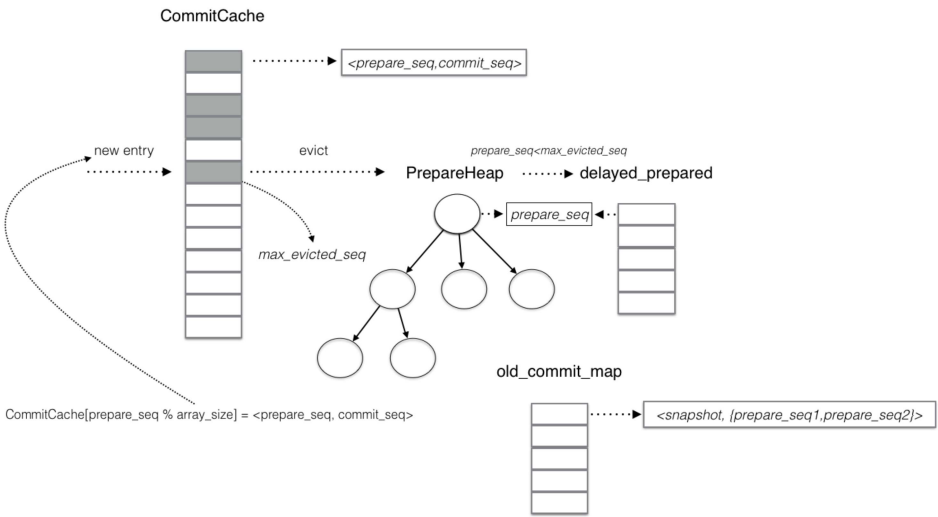 CommitCache
<prepare_seq,commit_seq>
new entry
evict
prepare_seq<max_evicted_seq
PrepareHeap
delayed_prepared
prepare_seq
max_evicted_seq
old_commit_map
CommitCache[prepare_seq % array_size] = <prepare_seq, commit_seq>
<snapshot, {prepare_seq1,prepare_seq2}>